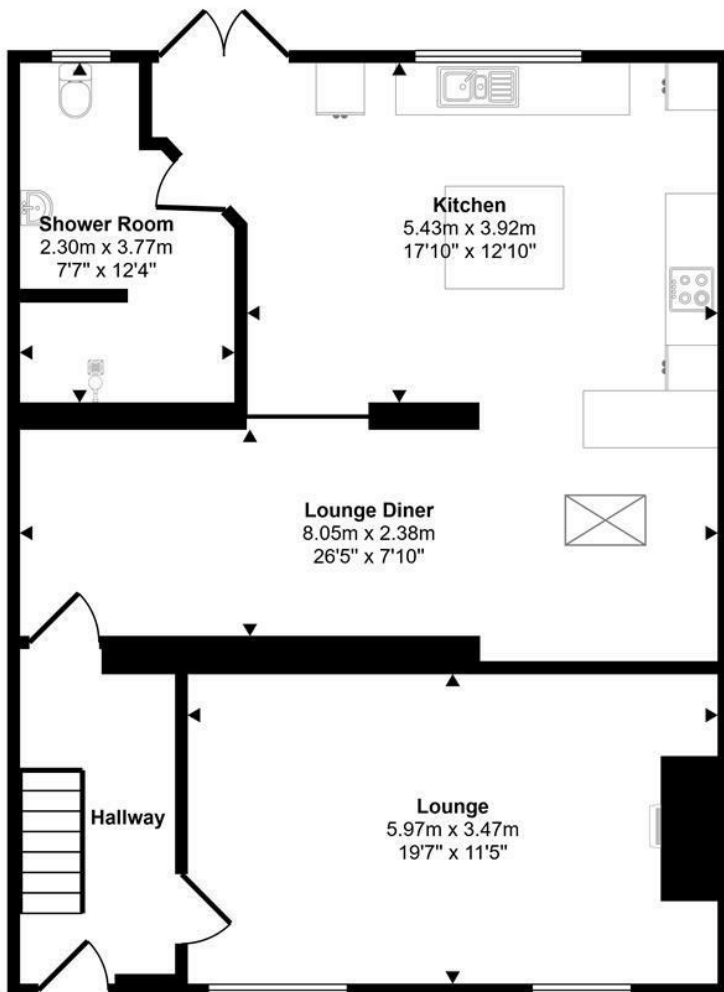 Kitchen
5.43m x 3.92m
17'10" x 12'10"
Shower Room
2.30m x 3.77m
7'7" x 12'4"
Lounge Diner
8.05m x 2.38m
26'5" x 7'10"
Hallway
Lounge
5.97m x 3.47m
19'7" x 11'5"